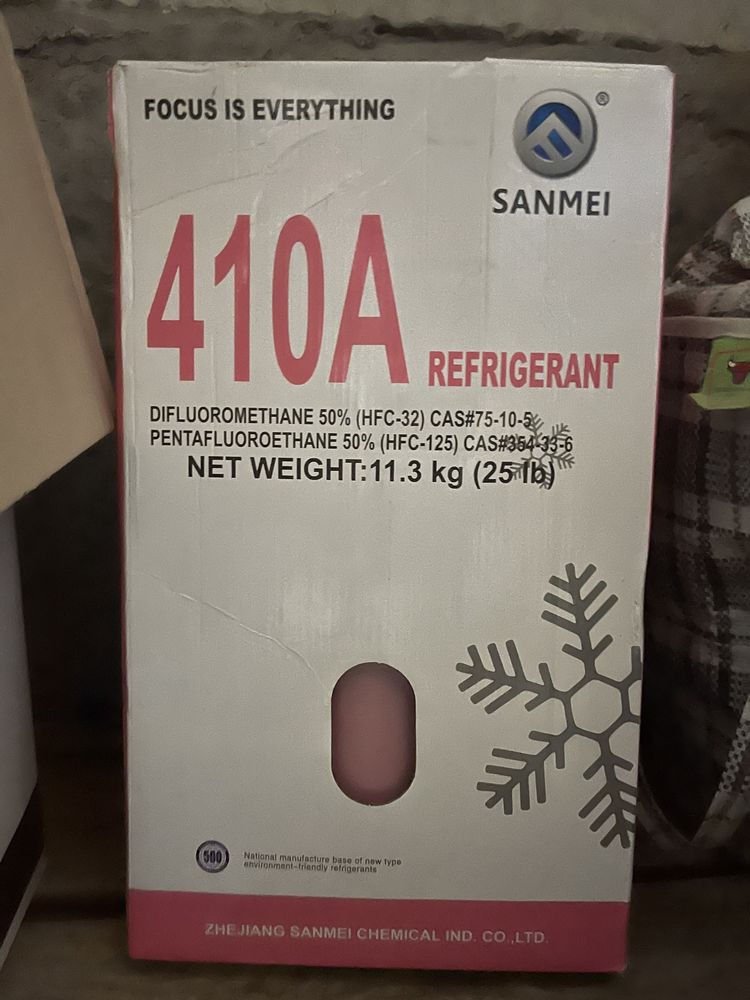 FOCUS IS EVERYTHING
®
SANMEI
410A REFRIGERANT
DIFLUOROMETHANE 50% (HFC-32) CAS#75-10-5
PENTAFLUOROETHANE 50% (HFC-125) CAS#354-33-6
NET WEIGHT:11.3 kg (25 lb)
500
National manufacture base of new type
environment-friendly refrigerants
ZHEJIANG SANMEI CHEMICAL IND. CO.,LTD.